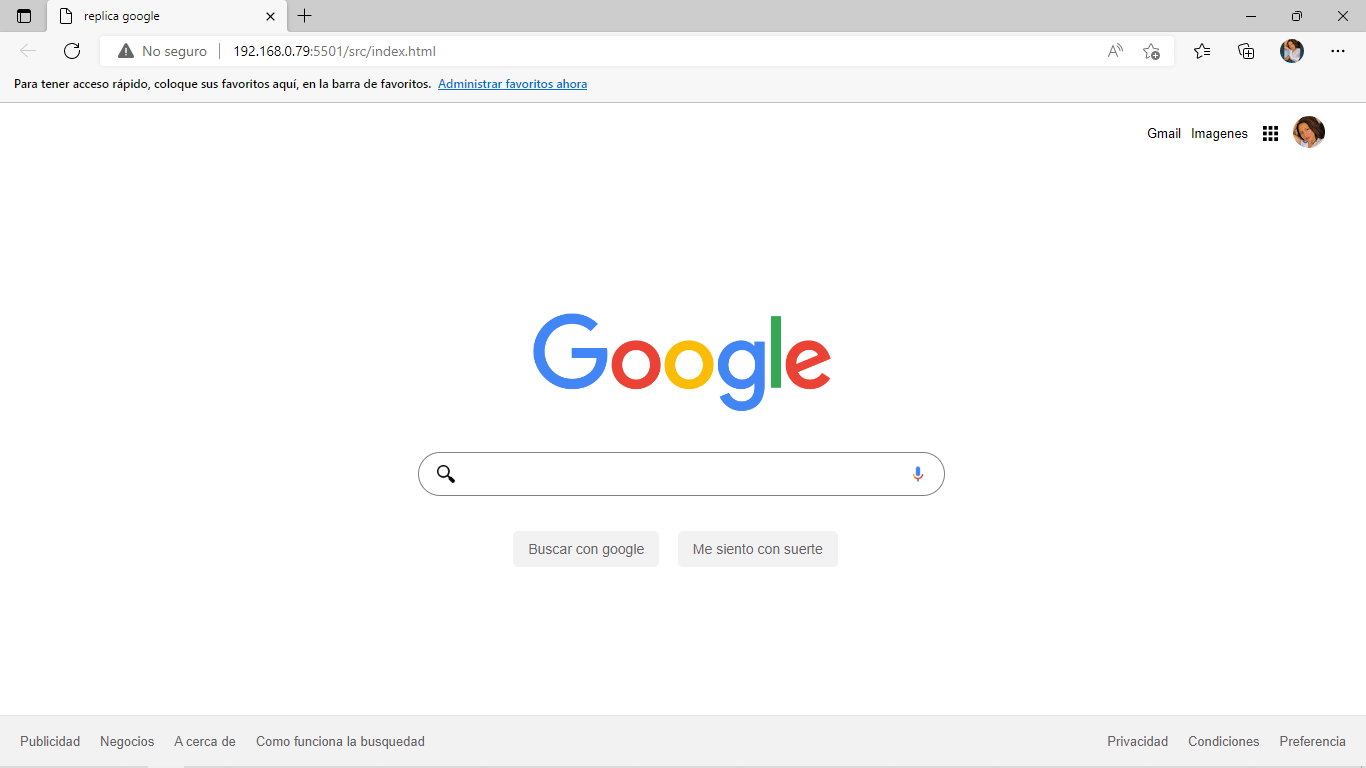 replica google
No seguro 192.168.0.79:5501/src/index.html
Para tener acceso rápido, coloque sus favoritos aquí, en la barra de favoritos. Administrar favoritos ahora
Gmail Imagenes
Google
Buscar con google Me siento con suerte
Publicidad Negocios A cerca de Como funciona la busquedad Privacidad Condiciones Preferencia